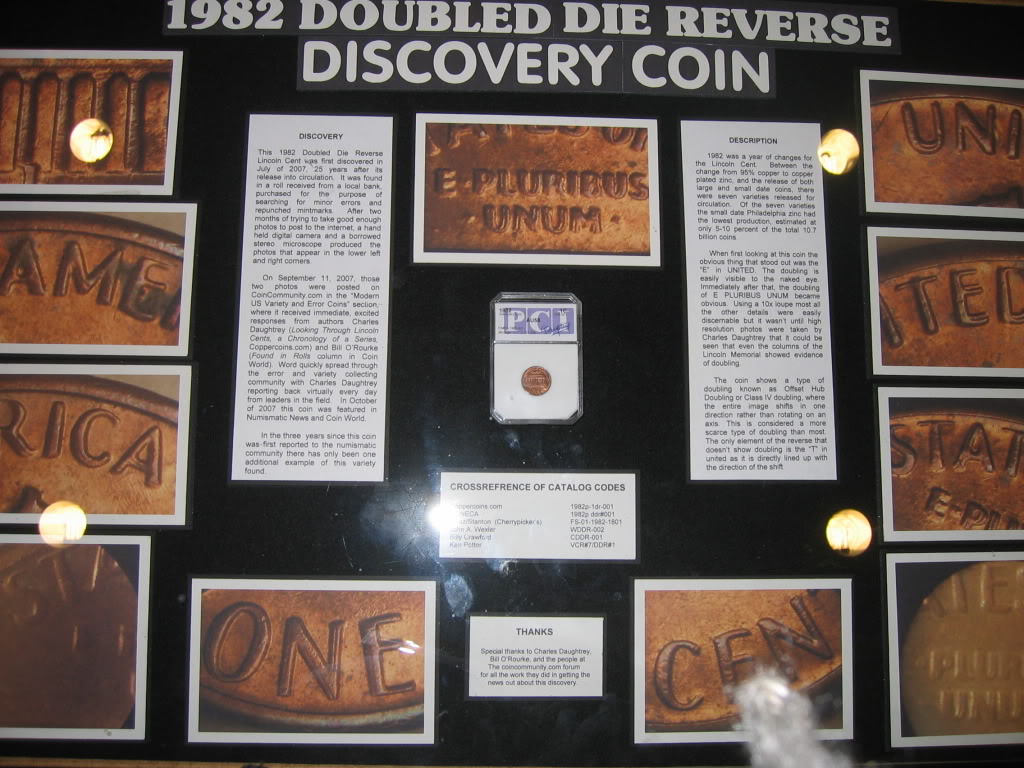 1982 DOUBLED DIE REVERSE
DISCOVERY COIN
DISCOVERY
This 1982 Doubled Die Reverse
Lincoln Cent was first discovered in
July of 2007, 25 years after its
release into circulation. It was found
in a roll received from a local bank,
purchased for the purpose of
searching for minor errors and
repunched mintmarks. After two
months of trying to take good enough
photos to post to the internet, a hand
held digital camera and a borrowed
stereo microscope produced the
photos that appear in the lower left
and right corners.
On September 11, 2007, those
two photos were posted on
CoinCommunity.com in the "Modern
US Variety and Error Coins" section,
where it received immediate, excited
responses from authors Charles
Daughtrey (Looking Through Lincoln
Cents, a Chronology of a Series,
Coppercoins.com) and Bill O'Rourke
(Found in Rolls column in Coin
World). Word quickly spread through
the error and variety collecting
community with Charles Daughtrey
reporting back virtually every day
from leaders in the field. In October
of 2007 this coin was featured in
Numismatic News and Coin World.
In the three years since this coin
was first reported to the numismatic
community there has only been one
additional example of this variety
found.
TATES OF
E PLURIBUS
UNUM
PCI
DESCRIPTION
1982 was a year of changes for
the Lincoln Cent. Between the
change from 95% copper to copper
plated zinc, and the release of both
large and small date coins, there
were seven varieties released for
circulation. Of the seven varieties
the small date Philadelphia zinc had
the lowest production, estimated at
only 5-10 percent of the total 10.7
billion coins.
When first looking at this coin the
obvious thing that stood out was the
"E" in UNITED. The doubling is
easily visible to the naked eye.
Immediately after that, the doubling
of E PLURIBUS UNUM became
obvious. Using a 10x loupe most all
the other details were easily
discernable but it wasn't until high
resolution photos were taken by
Charles Daughtrey that it could be
seen that even the columns of the
Lincoln Memorial showed evidence
of doubling.
The coin shows a type of
doubling known as Offset Hub
Doubling or Class IV doubling, where
the entire image shifts in one
direction rather than rotating on an
axis. This is considered a more
scarce type of doubling than most.
The only element of the reverse that
doesn't show doubling is the "T" in
united as it is directly lined up with
the direction of the shift.
UNI
AME
ITED
RICA
STAT
E PL
CROSSREFRENCE OF CATALOG CODES
coppercoins.com 1982p-1dr-001
CONECA 1982p ddr#001
/Stanton (Cherrypicker's) FS-01-1982-1801
John A. Wexler WDDR-002
Billy Crawford CDDR-001
Ken Potter VCR#7/DDR#1
ONE
THANKS
Special thanks to Charles Daughtrey,
Bill O'Rourke, and the people at
The coincommunity.com forum
for all the work they did in getting the
news out about this discovery.
CEN
ATE
PLURI
UNU